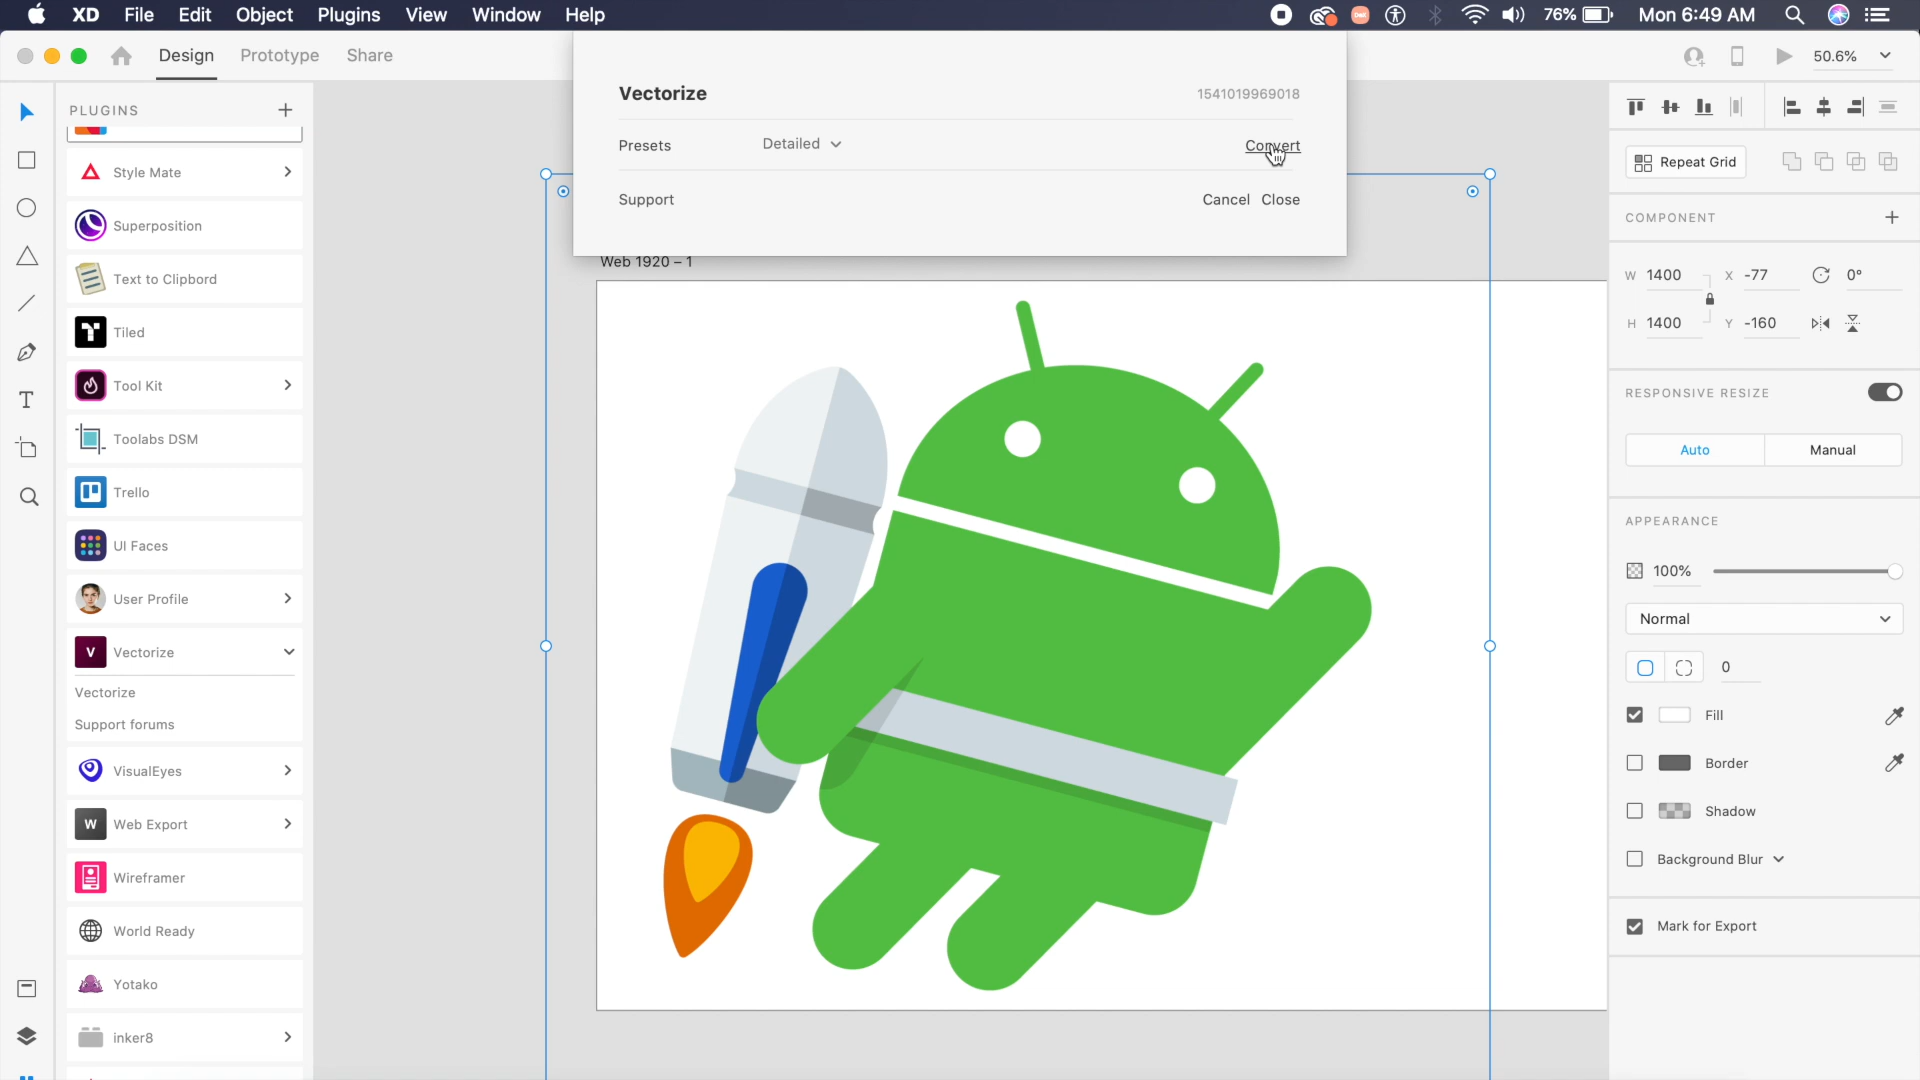 XD File Edit Object Plugins View Window Help
76% Mon 6:49 AM
Design Prototype Share
50.6%
PLUGINS
Style Mate
Superposition
Text to Clipbord
Tiled
Tool Kit
Toolabs DSM
Trello
UI Faces
User Profile
V Vectorize
Vectorize
Support forums
VisualEyes
W Web Export
Wireframer
World Ready
Yotako
inker8
Vectorize 1541019969018
Presets Detailed Convert
Support Cancel Close
Web 1920 – 1
Repeat Grid
COMPONENT
W 1400 X -77 0°
H 1400 Y -160
RESPONSIVE RESIZE
Auto Manual
APPEARANCE
100%
Normal
0
Fill
Border
Shadow
Background Blur
Mark for Export